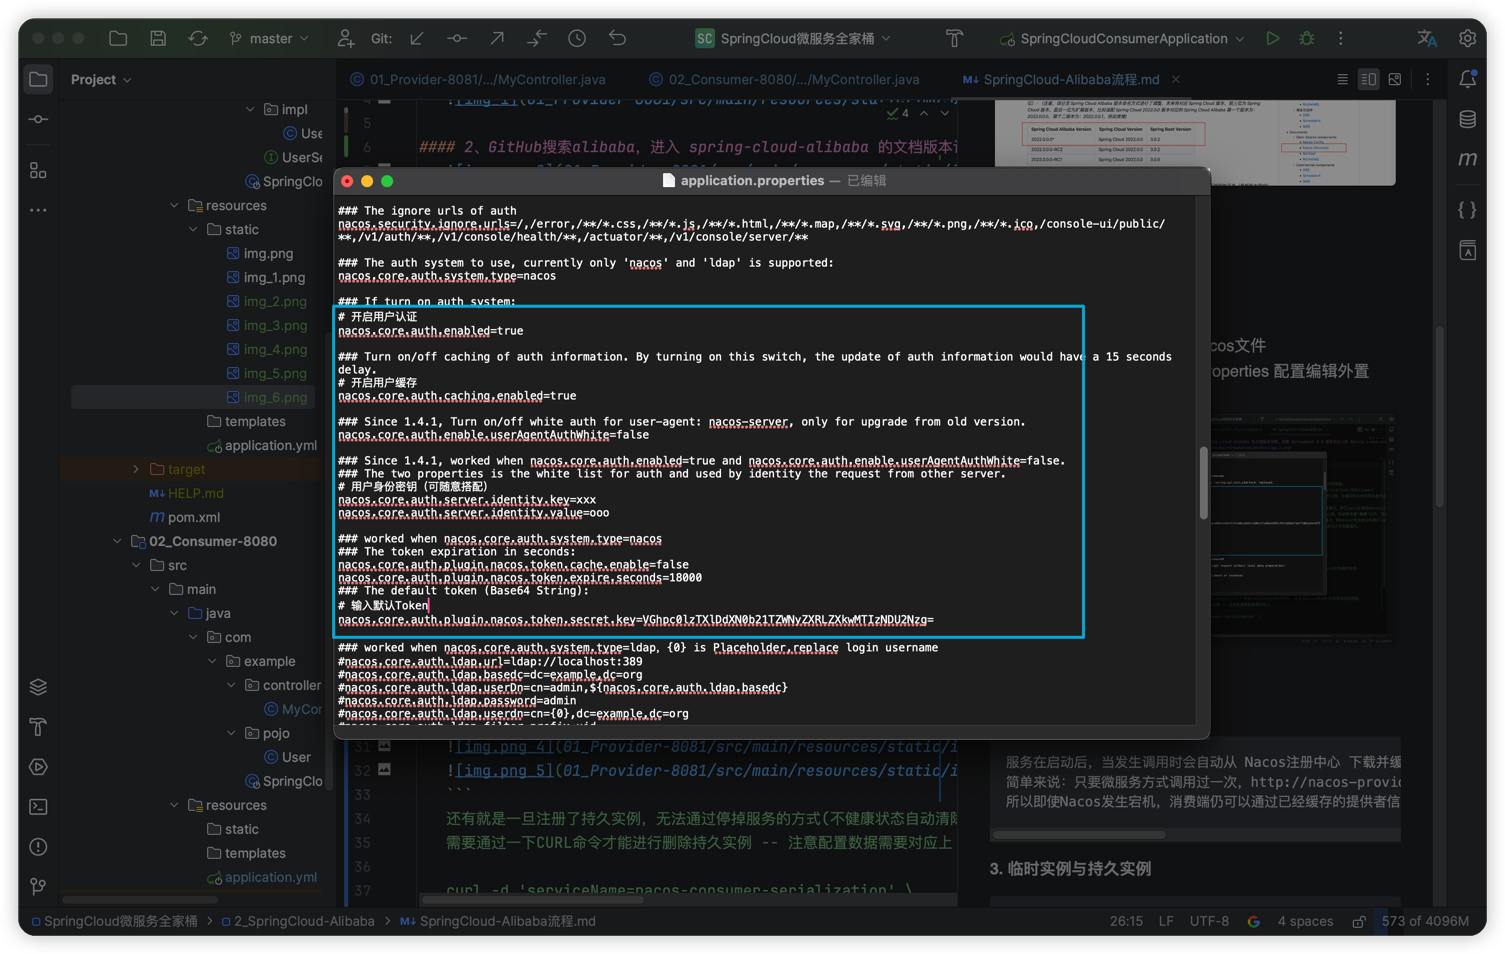 master
Git:
SC SpringCloud微服务全家桶
SpringCloudConsumerApplication
Project
01_Provider-8081/.../MyController.java
02_Consumer-8080/.../MyController.java
M↓ SpringCloud-Alibaba流程.md
impl
Use
UserSe
SpringClo
resources
static
img.png
img_1.png
img_2.png
img_3.png
img_4.png
img_5.png
img_6.png
templates
application.yml
target
M↓ HELP.md
m pom.xml
02_Consumer-8080
src
main
java
com
example
controller
MyCor
pojo
User
SpringClo
resources
static
templates
application.yml
4
5
6
#### 2、GitHub搜索alibaba，进入 spring-cloud-alibaba 的文档版本
Spring Cloud Alibaba Version Spring Cloud Version Spring Boot Version
application.properties — 已编辑
### The ignore urls of auth
nacos.security.ignore.urls=/,/error,/**/*.css,/**/*.js,/**/*.html,/**/*.map,/**/*.svg,/**/*.png,/**/*.ico,/console-ui/public/
**,/v1/auth/**,/v1/console/health/**,/actuator/**,/v1/console/server/**
### The auth system to use, currently only 'nacos' and 'ldap' is supported:
nacos.core.auth.system.type=nacos
### If turn on auth system:
# 开启用户认证
nacos.core.auth.enabled=true
### Turn on/off caching of auth information. By turning on this switch, the update of auth information would have a 15 seconds
delay.
# 开启用户缓存
nacos.core.auth.caching.enabled=true
### Since 1.4.1, Turn on/off white auth for user-agent: nacos-server, only for upgrade from old version.
nacos.core.auth.enable.userAgentAuthWhite=false
### Since 1.4.1, worked when nacos.core.auth.enabled=true and nacos.core.auth.enable.userAgentAuthWhite=false.
### The two properties is the white list for auth and used by identity the request from other server.
# 用户身份密钥（可随意搭配）
nacos.core.auth.server.identity.key=xxx
nacos.core.auth.server.identity.value=ooo
### worked when nacos.core.auth.system.type=nacos
### The token expiration in seconds:
nacos.core.auth.plugin.nacos.token.cache.enable=false
nacos.core.auth.plugin.nacos.token.expire.seconds=18000
### The default token (Base64 String):
# 输入默认Token
nacos.core.auth.plugin.nacos.token.secret.key=VGhpc0lzTXlDdXN0b21TZWNyZXRLZXkwMTIzNDU2Nzg=
### worked when nacos.core.auth.system.type=ldap, {0} is Placeholder,replace login username
#nacos.core.auth.ldap.url=ldap://localhost:389
#nacos.core.auth.ldap.basedc=dc=example,dc=org
#nacos.core.auth.ldap.userDn=cn=admin,${nacos.core.auth.ldap.basedc}
#nacos.core.auth.ldap.password=admin
#nacos.core.auth.ldap.userdn=cn={0},dc=example,dc=org
cos文件
roperties 配置编辑外置
31 ![img.png_4](01_Provider-8081/src/main/resources/static/i
32 ![img.png_5](01_Provider-8081/src/main/resources/static/i
33 ```
34 还有就是一旦注册了持久实例，无法通过停掉服务的方式(不健康状态自动清除
35 需要通过一下CURL命令才能进行删除持久实例 -- 注意配置数据需要对应上
36
37 curl -d 'serviceName=nacos-consumer-serialization' \
服务在启动后，当发生调用时会自动从 Nacos注册中心 下载并缓
简单来说: 只要微服务方式调用过一次，http://nacos-provi
所以即使Nacos发生宕机，消费端仍可以通过已经缓存的提供者信
3. 临时实例与持久实例
SpringCloud微服务全家桶 > 2_SpringCloud-Alibaba > M↓ SpringCloud-Alibaba流程.md
26:15 LF UTF-8 4 spaces 573 of 4096M